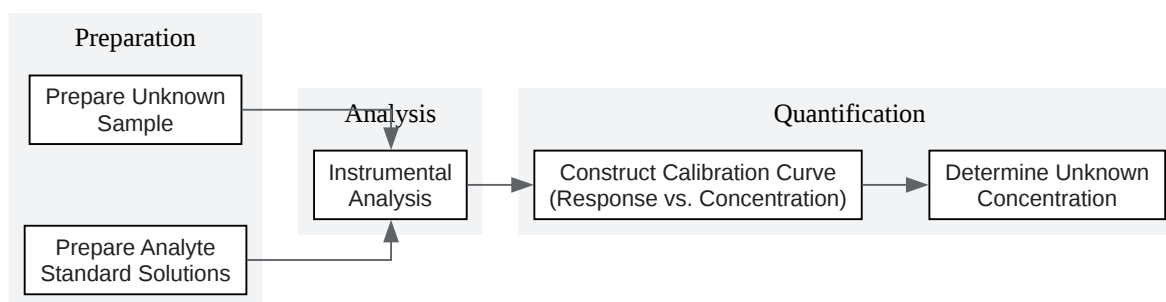 Preparation
Prepare Unknown
Sample
Prepare Analyte
Standard Solutions
Analysis
Instrumental
Analysis
Quantification
Construct Calibration Curve
(Response vs. Concentration)
Determine Unknown
Concentration